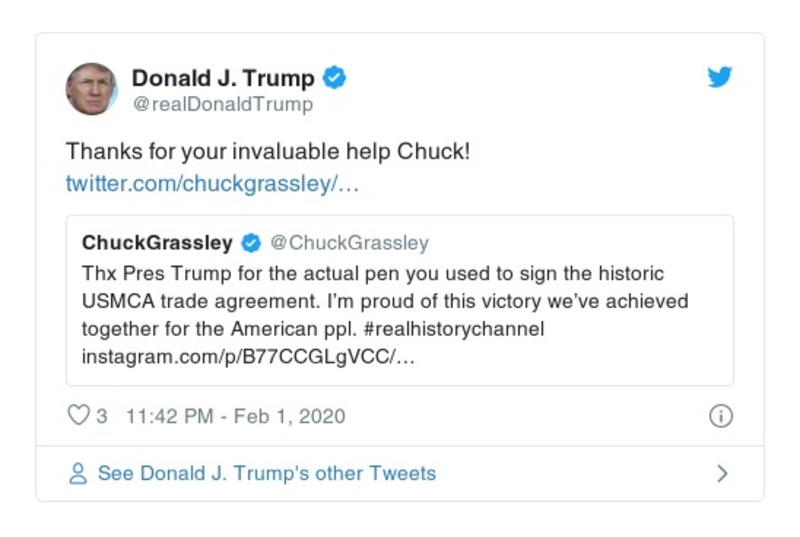 Donald J. Trump
@realDonaldTrump
Thanks for your invaluable help Chuck!
twitter.com/chuckgrassley/…
ChuckGrassley @ChuckGrassley
Thx Pres Trump for the actual pen you used to sign the historic
USMCA trade agreement. I’m proud of this victory we’ve achieved
together for the American ppl. #realhistorychannel
instagram.com/p/B77CCGLgVCC/…
3 11:42 PM - Feb 1, 2020
See Donald J. Trump's other Tweets